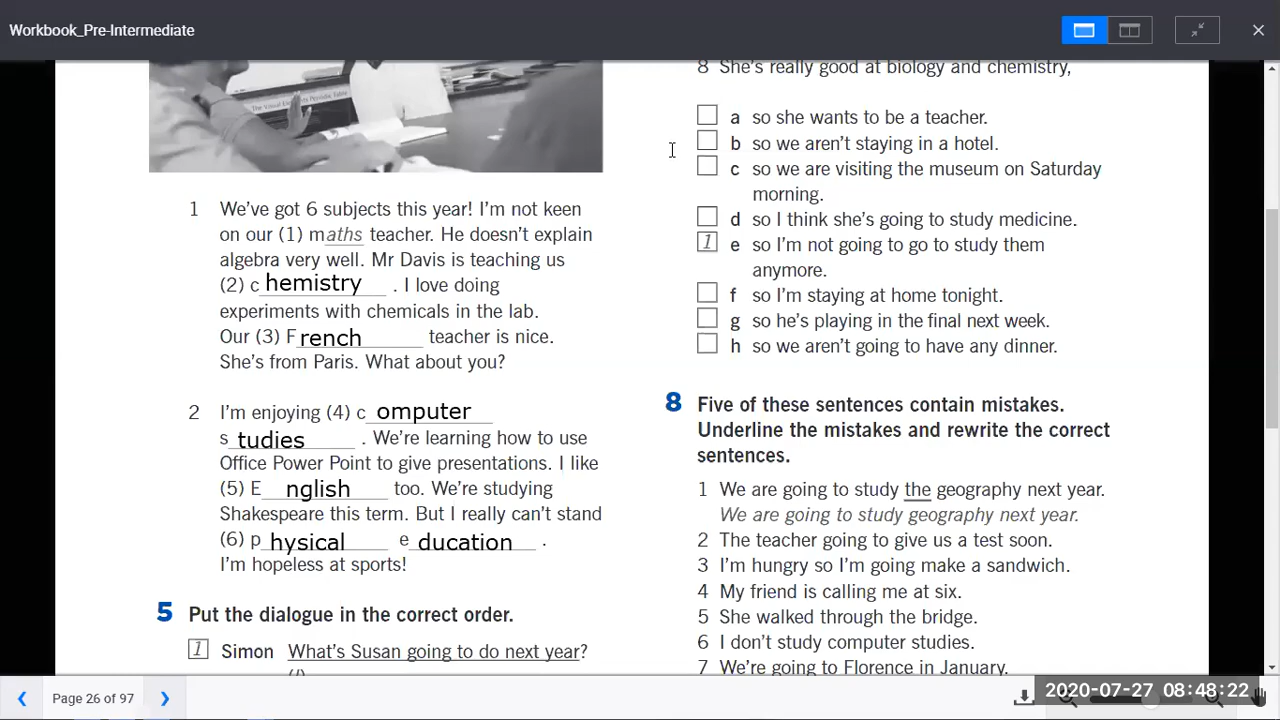 Workbook_Pre-Intermediate
The Visual Elements Periodic Table
1 We've got 6 subjects this year! I'm not keen
on our (1) maths teacher. He doesn't explain
algebra very well. Mr Davis is teaching us
(2) c hemistry . I love doing
experiments with chemicals in the lab.
Our (3) F rench teacher is nice.
She's from Paris. What about you?
2 I'm enjoying (4) c omputer
s tudies . We're learning how to use
Office Power Point to give presentations. I like
(5) E nglish too. We're studying
Shakespeare this term. But I really can't stand
(6) p hysical e ducation .
I'm hopeless at sports!
5 Put the dialogue in the correct order.
1 Simon What's Susan going to do next year?
8 She's really good at biology and chemistry,
a so she wants to be a teacher.
b so we aren't staying in a hotel.
c so we are visiting the museum on Saturday
morning.
d so I think she's going to study medicine.
1 e so I'm not going to go to study them
anymore.
f so I'm staying at home tonight.
g so he's playing in the final next week.
h so we aren't going to have any dinner.
8 Five of these sentences contain mistakes.
Underline the mistakes and rewrite the correct
sentences.
1 We are going to study the geography next year.
We are going to study geography next year.
2 The teacher going to give us a test soon.
3 I'm hungry so I'm going make a sandwich.
4 My friend is calling me at six.
5 She walked through the bridge.
6 I don't study computer studies.
7 We're going to Florence in January.
Page 26 of 97
2020-07-27 08:48:22